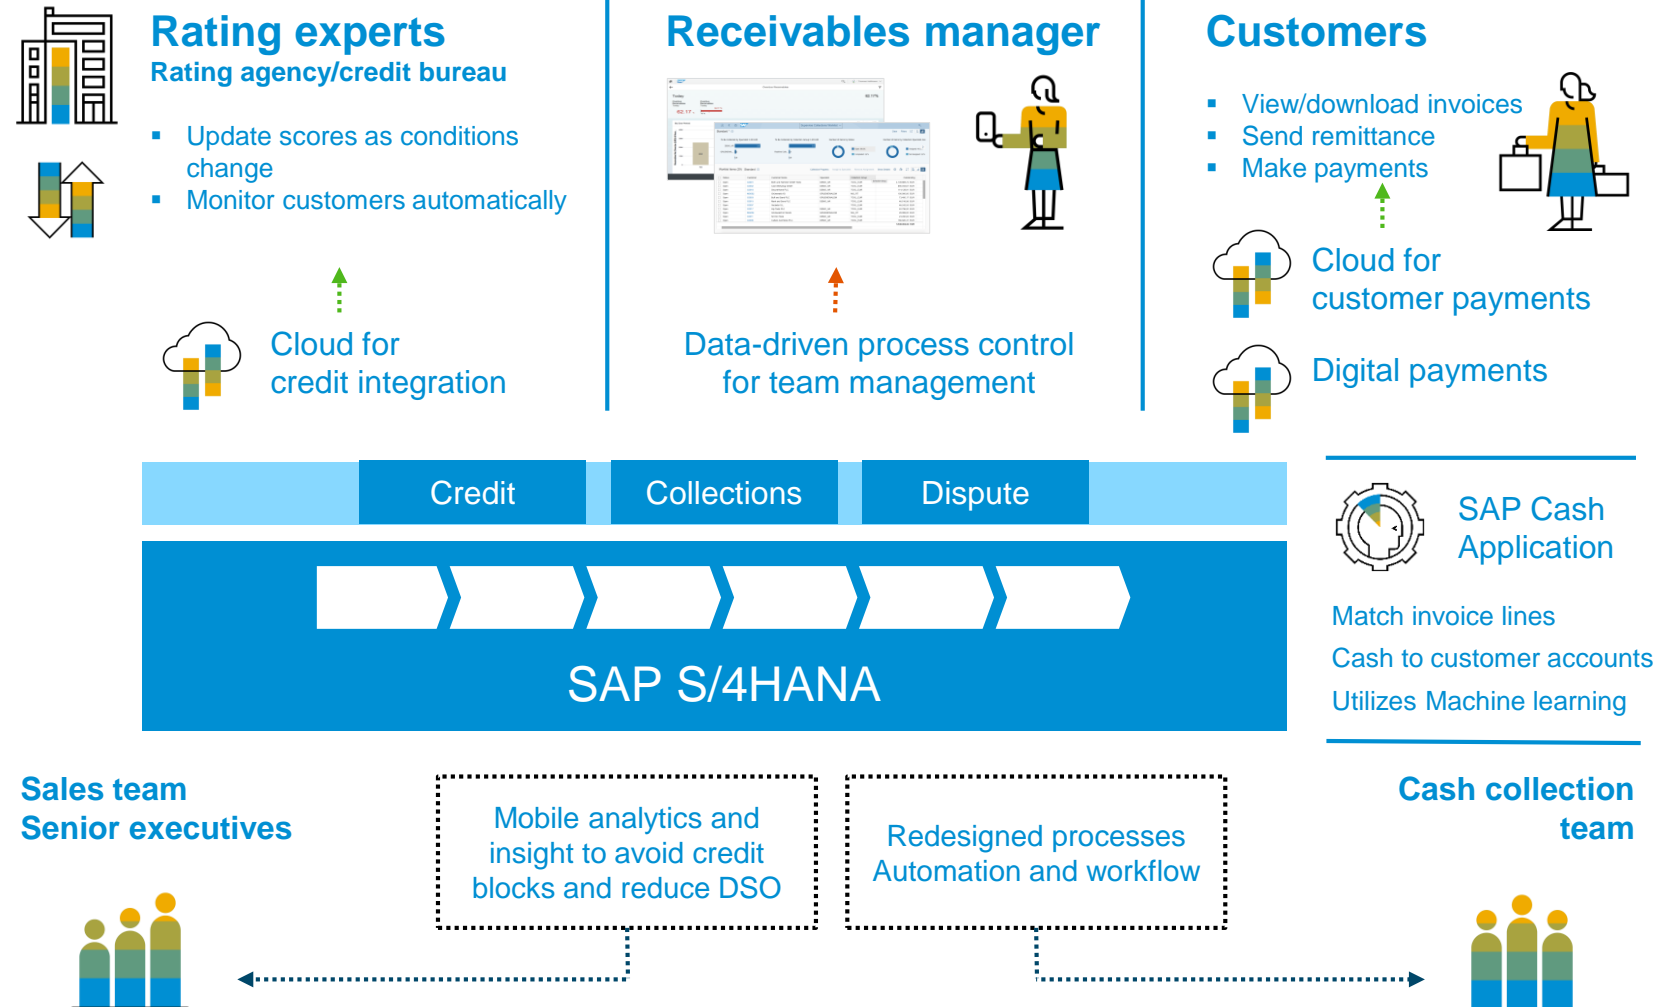 Rating experts
Rating agency/credit bureau
▪ Update scores as conditions
change
▪ Monitor customers automatically
Cloud for
credit integration
Receivables manager
Today
Data-driven process control
for team management
Customers
▪ View/download invoices
▪ Send remittance
▪ Make payments
Cloud for
customer payments
Digital payments
Credit
Collections
Dispute
SAP S/4HANA
SAP Cash
Application
Match invoice lines
Cash to customer accounts
Utilizes Machine learning
Sales team
Senior executives
Mobile analytics and
insight to avoid credit
blocks and reduce DSO
Redesigned processes
Automation and workflow
Cash collection
team